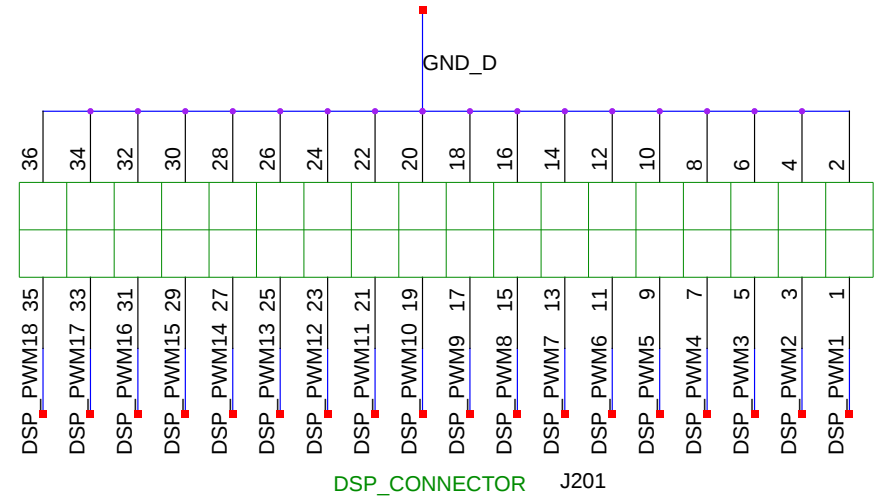 GND_D
36
34
32
30
28
26
24
22
20
18
16
14
12
10
8
6
4
2
35
33
31
29
27
25
23
21
19
17
15
13
11
9
7
5
3
1
DSP_PWM18
DSP_PWM17
DSP_PWM16
DSP_PWM15
DSP_PWM14
DSP_PWM13
DSP_PWM12
DSP_PWM11
DSP_PWM10
DSP_PWM9
DSP_PWM8
DSP_PWM7
DSP_PWM6
DSP_PWM5
DSP_PWM4
DSP_PWM3
DSP_PWM2
DSP_PWM1
DSP_CONNECTOR J201